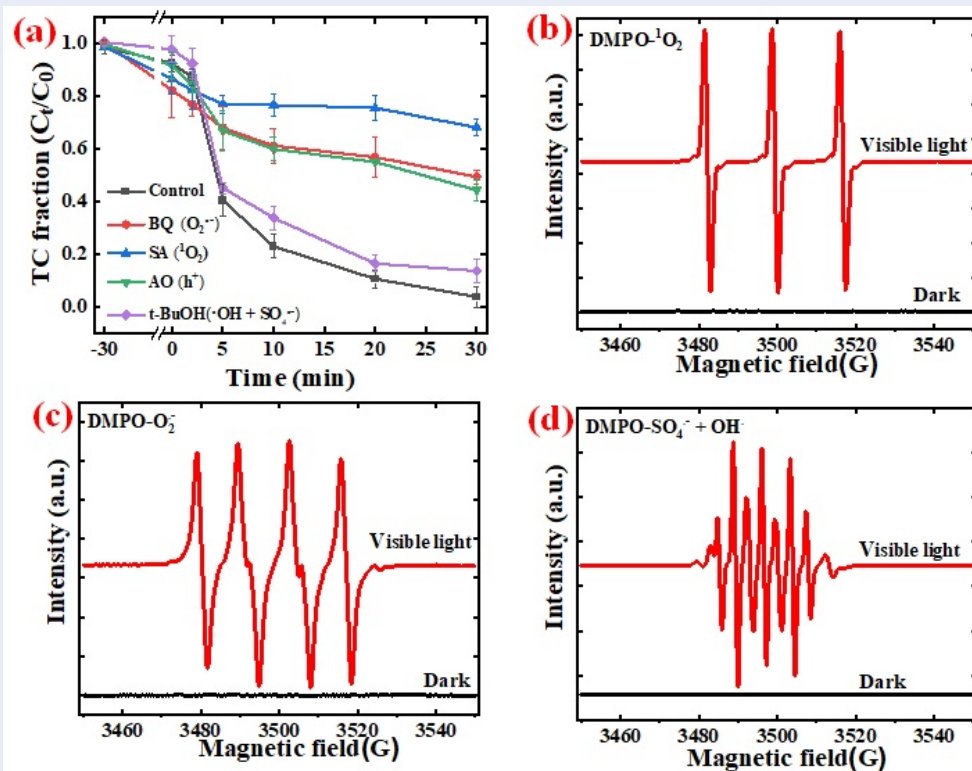 (a)
TC fraction (Ct/C0)
1.0
0.8
0.6
0.4
0.2
0.0
Control
BQ (O₂•−)
SA (¹O₂)
AO (h⁺)
t-BuOH(·OH + SO₄•−)
-30 0 5 10 20 30
Time (min)
(b)
DMPO-¹O₂
Intensity (a.u.)
Visible light
Dark
3460 3480 3500 3520 3540
Magnetic field(G)
(c)
DMPO-O₂⁻
Intensity (a.u.)
Visible light
Dark
3460 3480 3500 3520 3540
Magnetic field(G)
(d)
DMPO-SO₄·⁻ + OH·
Intensity (a.u.)
Visible light
Dark
3460 3480 3500 3520 3540
Magnetic field(G)